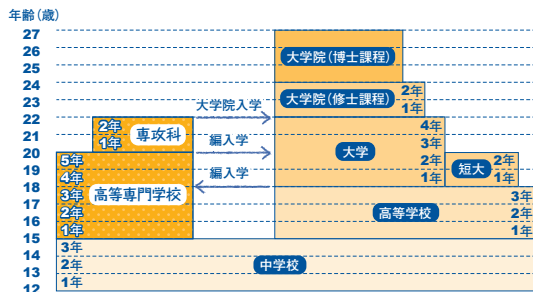 年齢(歳)
27
26
25
24
23
22
21
20
19
18
17
16
15
14
13
12
大学院(博士課程)
大学院(修士課程)
2年
1年
大学院入学
編入学
編入学
専攻科
2年
1年
大学
4年
3年
2年
1年
短大
2年
1年
高等専門学校
5年
4年
3年
2年
1年
高等学校
3年
2年
1年
中学校
3年
2年
1年